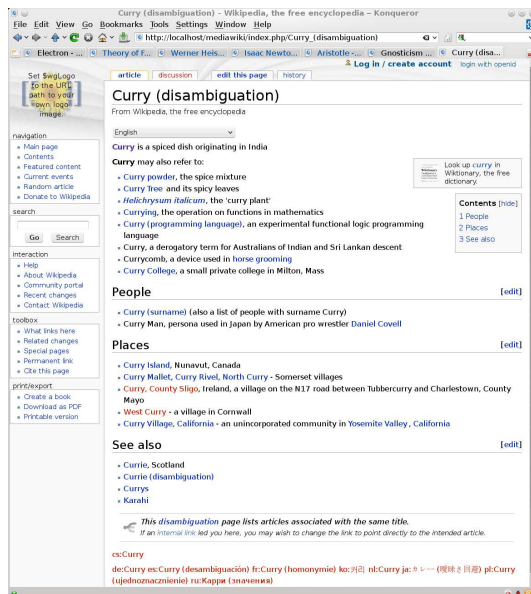 Curry (disambiguation) – Wikipedia, the free encyclopedia – Konqueror
File Edit View Go Bookmarks Tools Settings Window Help
http://localhost/mediawiki/index.php/Curry_(disambiguation)
Electron - ... Theory of F... Werner Heis... Isaac Newto... Aristotle -... Gnosticism ... Curry (disa...
Log in / create account login with openid
Set $wgLogo
to the URL
path to your
own logo
image.
article discussion edit this page history
Curry (disambiguation)
From Wikipedia, the free encyclopedia
English
Curry is a spiced dish originating in India
Curry may also refer to:
Curry powder, the spice mixture
Curry Tree and its spicy leaves
Helichrysum italicum, the 'curry plant'
Currying, the operation on functions in mathematics
Curry (programming language), an experimental functional logic programming
language
Curry, a derogatory term for Australians of Indian and Sri Lankan descent
Currycomb, a device used in horse grooming
Curry College, a small private college in Milton, Mass
Look up curry in
Wiktionary, the free
dictionary.
Contents [hide]
1 People
2 Places
3 See also
People [edit]
Curry (surname) (also a list of people with surname Curry)
Curry Man, persona used in Japan by American pro wrestler Daniel Covell
Places [edit]
Curry Island, Nunavut, Canada
Curry Mallet, Curry Rivel, North Curry - Somerset villages
Curry, County Sligo, Ireland, a village on the N17 road between Tubbercurry and Charlestown, County
Mayo
West Curry - a village in Cornwall
Curry Village, California - an unincorporated community in Yosemite Valley, California
See also [edit]
Currie, Scotland
Currie (disambiguation)
Currys
Karahi
This disambiguation page lists articles associated with the same title.
If an internal link led you here, you may wish to change the link to point directly to the intended article.
cs:Curry
de:Curry es:Curry (desambiguación) fr:Curry (homonymie) ko:커리 nl:Curry ja:カレー (曖昧さ回避) pl:Curry
(ujednoznacznienie) ru:Карри (значения)
navigation
Main page
Contents
Featured content
Current events
Random article
Donate to Wikipedia
search
Go Search
interaction
Help
About Wikipedia
Community portal
Recent changes
Contact Wikipedia
toolbox
What links here
Related changes
Special pages
Permanent link
Cite this page
print/export
Create a book
Download as PDF
Printable version